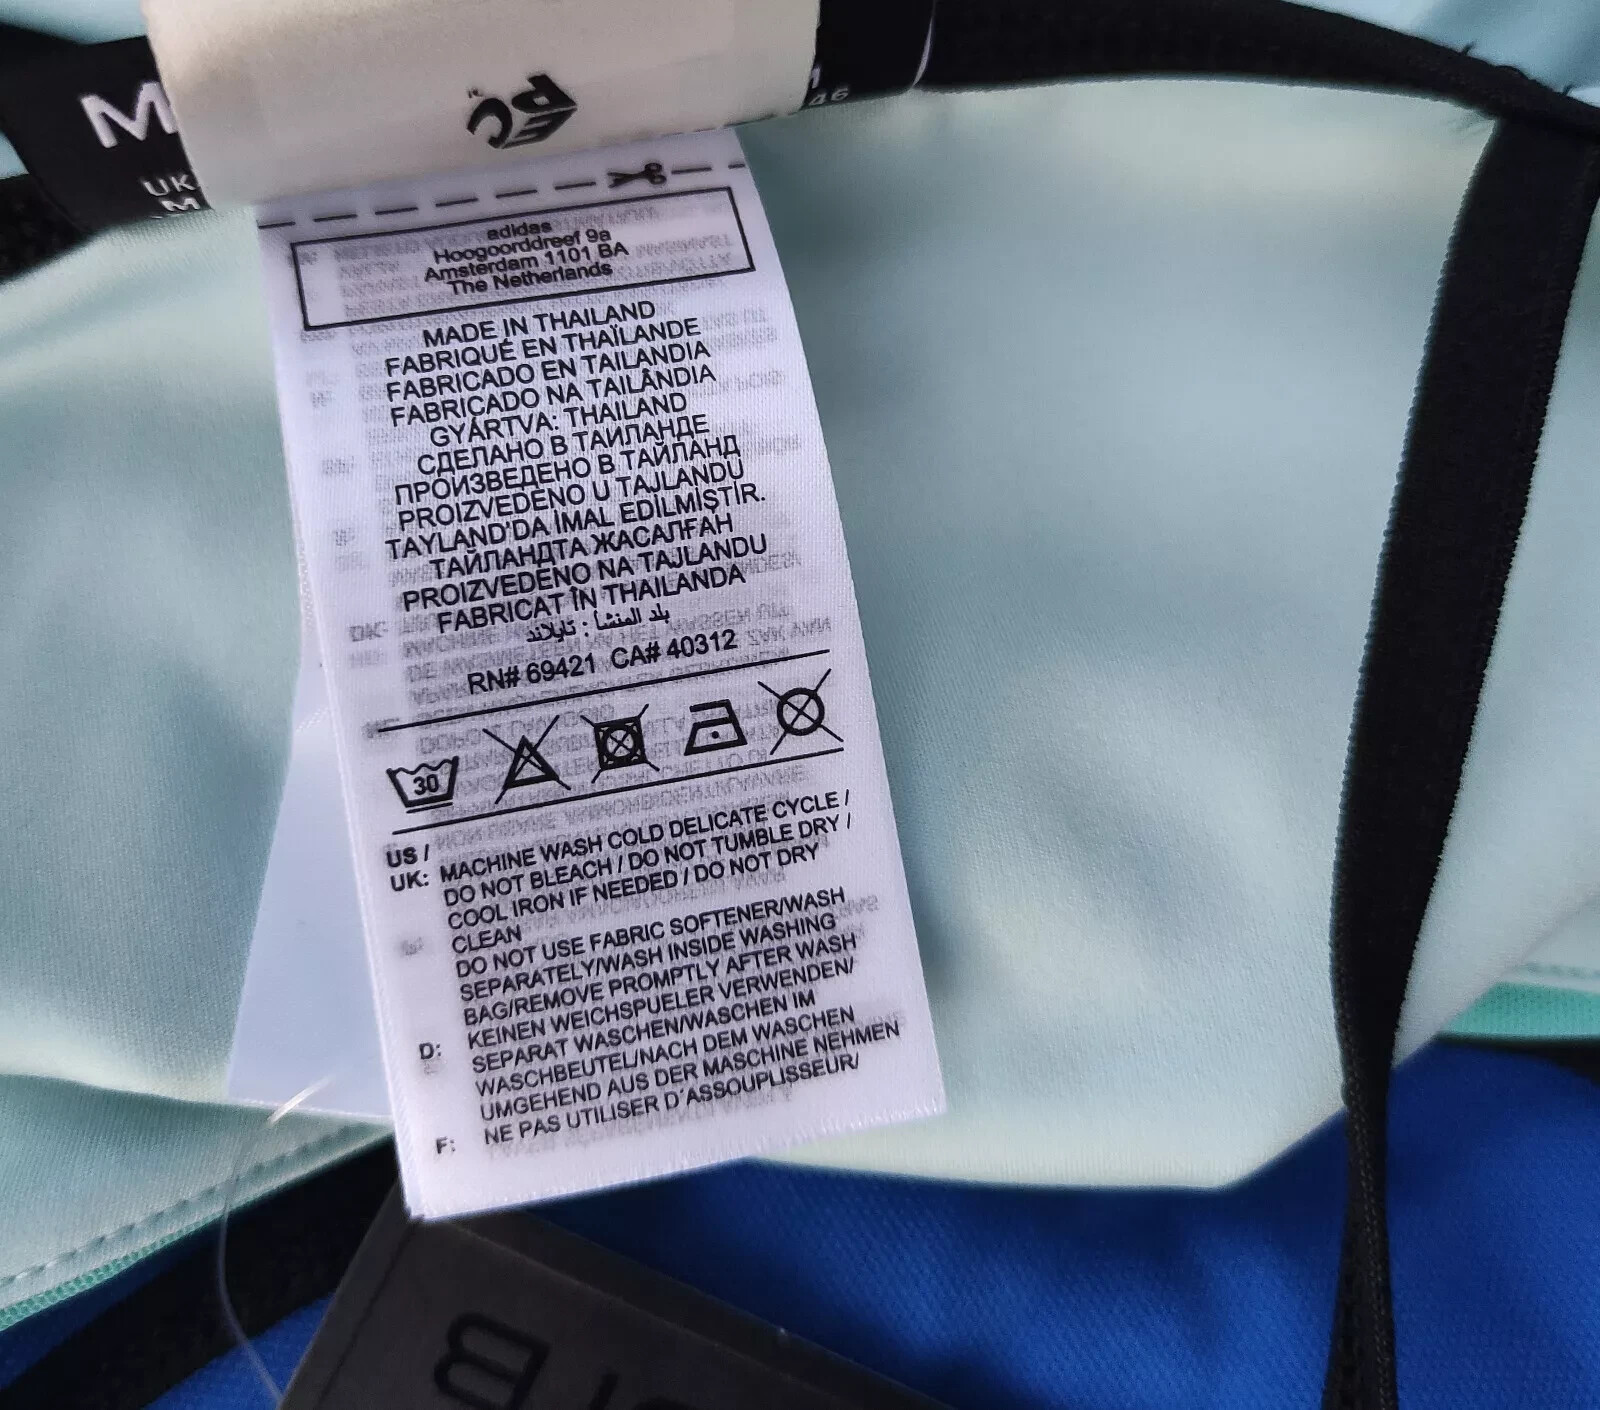 M
UK
M
46
adidas
Hoogoorddreef 9a
Amsterdam 1101 BA
The Netherlands
MADE IN THAILAND
FABRIQUÉ EN THAÏLANDE
FABRICADO EN TAILANDIA
FABRICADO NA TAILÂNDIA
GYÁRTVA: THAILAND
СДЕЛАНО В ТАИЛАНДЕ
ПРОИЗВЕДЕНО В ТАЙЛАНД
PROIZVEDENO U TAJLANDU
TAYLAND'DA İMAL EDİLMİŞTİR.
ТАЙЛАНДТА ЖАСАЛҒАН
PROIZVEDENO NA TAJLANDU
FABRICAT ÎN THAILANDA
بلد المنشأ : تايلاند
RN# 69421 CA# 40312
30
US / MACHINE WASH COLD DELICATE CYCLE /
UK: DO NOT BLEACH / DO NOT TUMBLE DRY /
COOL IRON IF NEEDED / DO NOT DRY
CLEAN
DO NOT USE FABRIC SOFTENER/WASH
SEPARATELY/WASH INSIDE WASHING
BAG/REMOVE PROMPTLY AFTER WASH
D: KEINEN WEICHSPUELER VERWENDEN/
SEPARAT WASCHEN/WASCHEN IM
WASCHBEUTEL/NACH DEM WASCHEN
UMGEHEND AUS DER MASCHINE NEHMEN
F: NE PAS UTILISER D'ASSOUPLISSEUR/